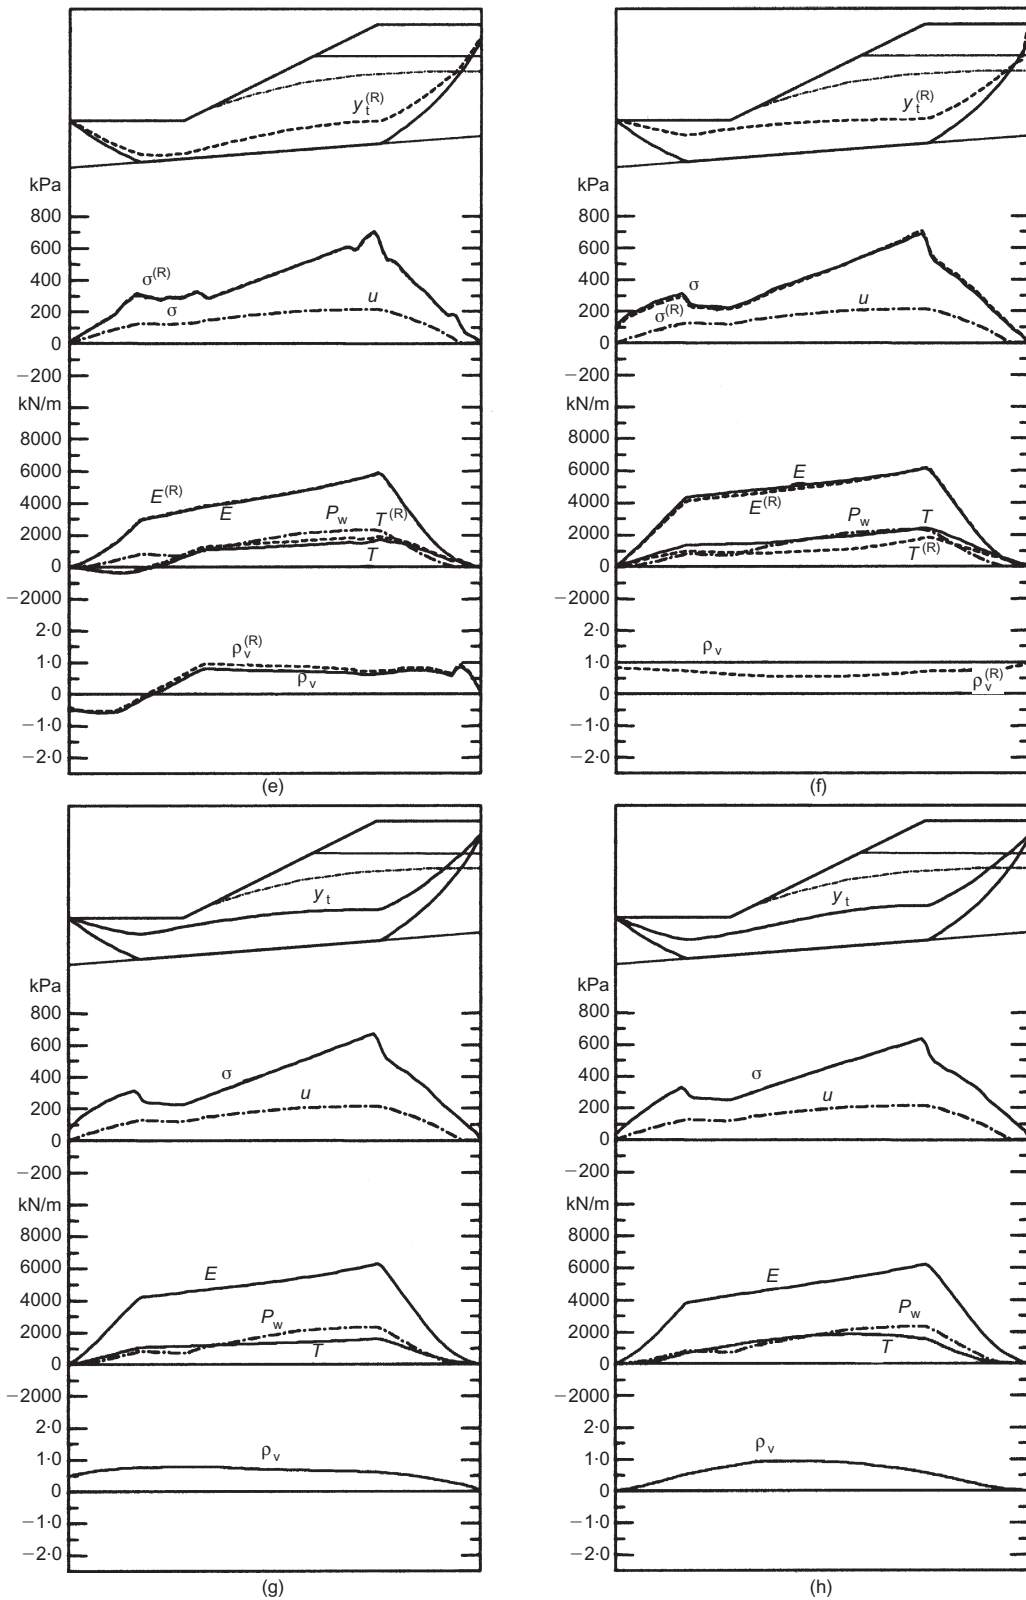 y_t^(R)
kPa
800
600
400
200
0
−200
σ^(R)
σ
u
kN/m
8000
6000
4000
2000
0
−2000
E^(R)
E
P_w
T^(R)
T
2·0
1·0
0
−1·0
−2·0
ρ_v^(R)
ρ_v
(e)
y_t^(R)
kPa
800
600
400
200
0
−200
σ
σ^(R)
u
kN/m
8000
6000
4000
2000
0
−2000
E
E^(R)
P_w
T
T^(R)
2·0
1·0
0
−1·0
−2·0
ρ_v
ρ_v^(R)
(f)
y_t
kPa
800
600
400
200
0
−200
σ
u
kN/m
8000
6000
4000
2000
0
−2000
E
P_w
T
2·0
1·0
0
−1·0
−2·0
ρ_v
(g)
y_t
kPa
800
600
400
200
0
−200
σ
u
kN/m
8000
6000
4000
2000
0
−2000
E
P_w
T
2·0
1·0
0
−1·0
−2·0
ρ_v
(h)